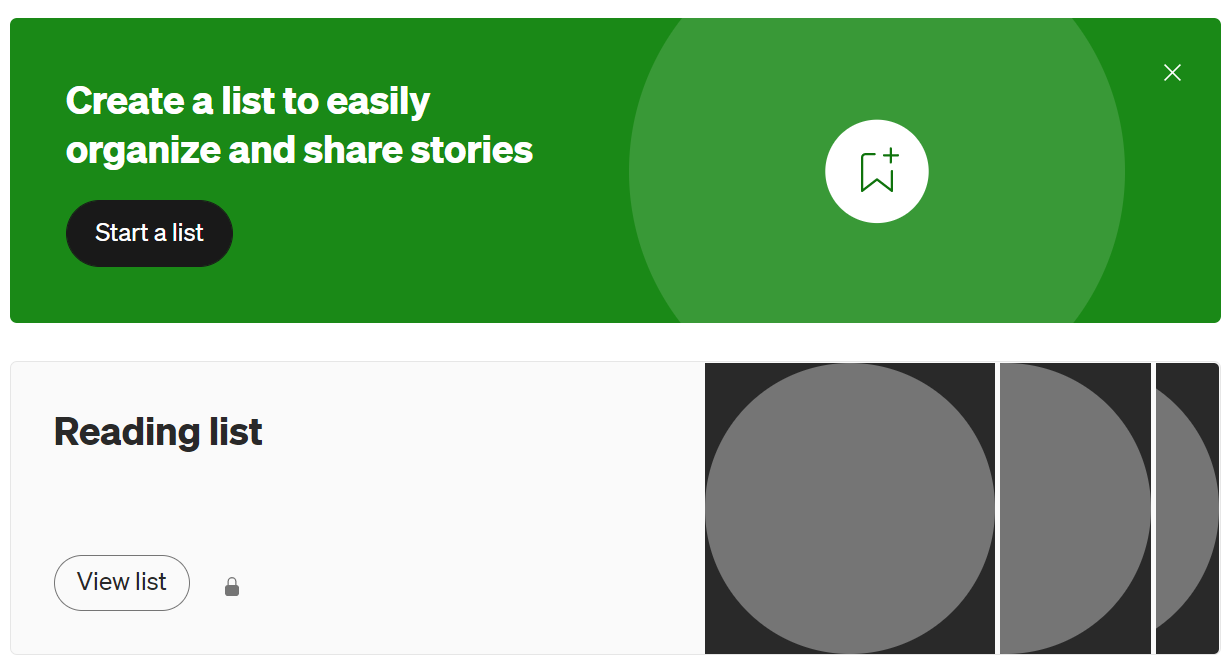 Create a list to easily
organize and share stories
Start a list
Reading list
View list